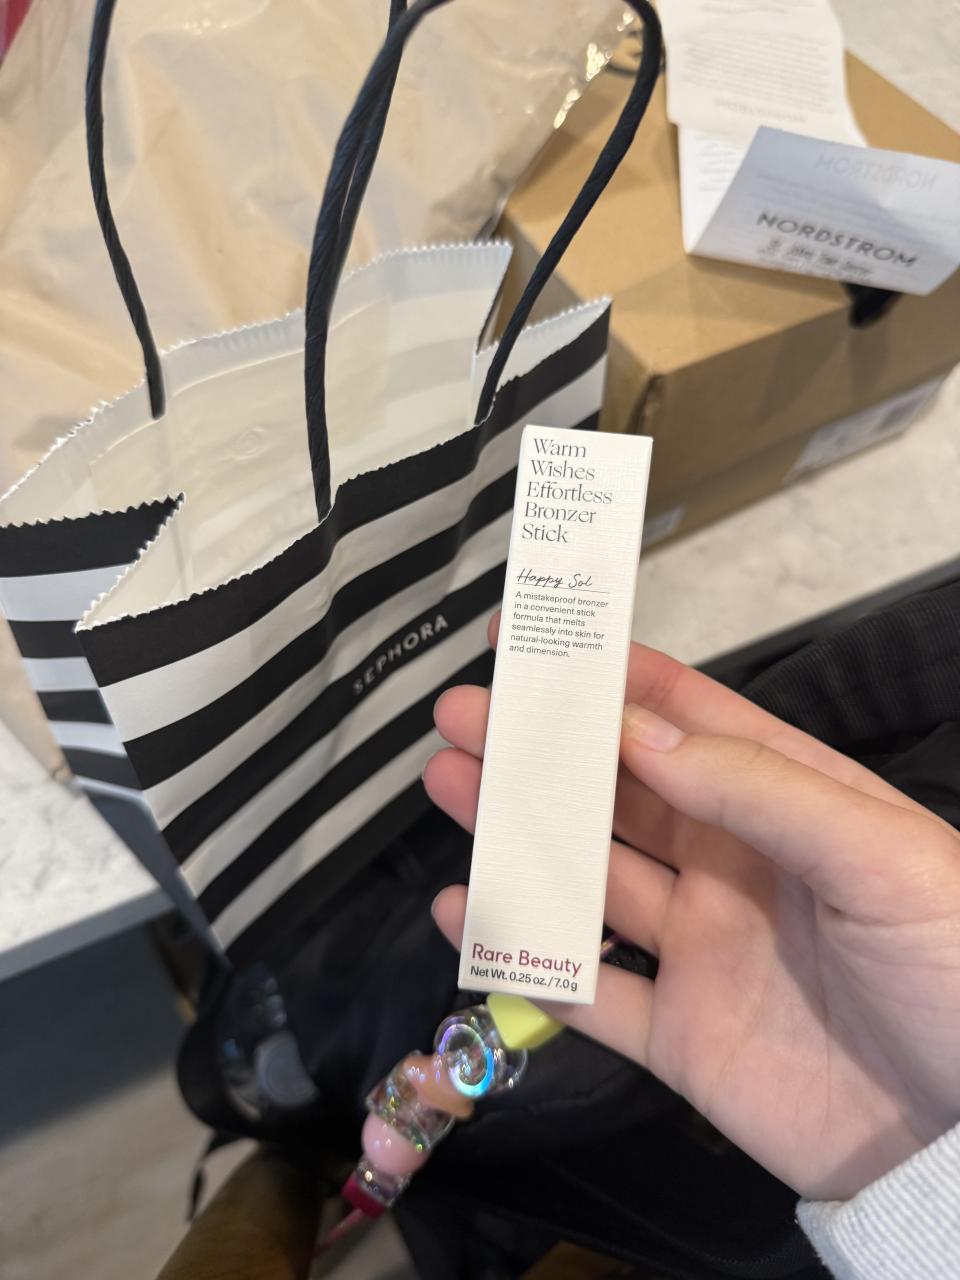 NORDSTROM
SEPHORA
Warm
Wishes
Effortless
Bronzer
Stick
Happy Sol
A mistakeproof bronzer
in a convenient stick
formula that melts
seamlessly into skin for
natural-looking warmth
and dimension.
Rare Beauty
Net Wt. 0.25 oz. / 7.0 g